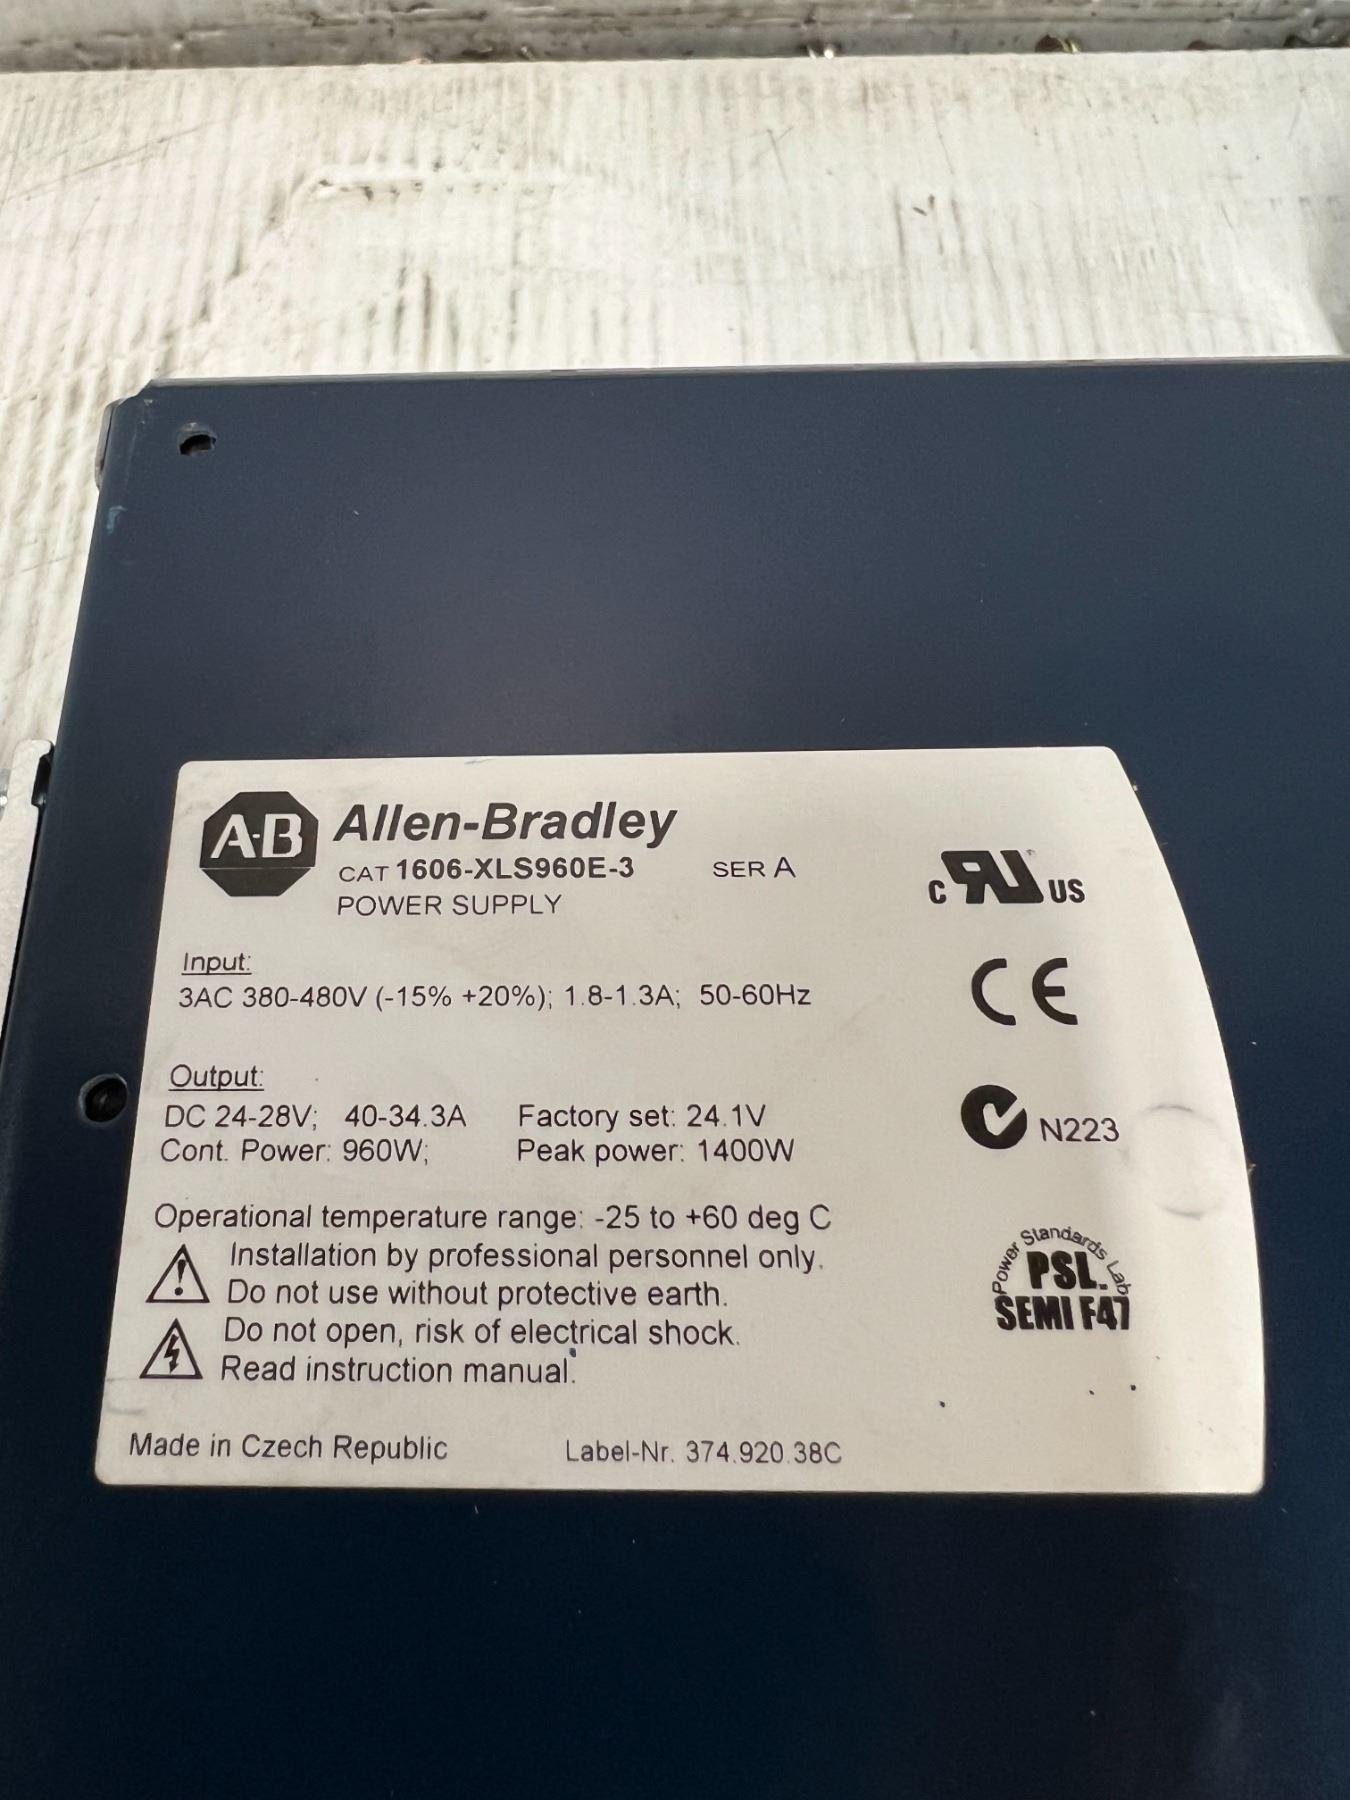 A-B Allen-Bradley
CAT 1606-XLS960E-3 SER A
POWER SUPPLY
c RU US
Input:
3AC 380-480V (-15% +20%); 1.8-1.3A; 50-60Hz
CE
Output:
DC 24-28V; 40-34.3A Factory set: 24.1V
Cont. Power: 960W; Peak power: 1400W
N223
Operational temperature range: -25 to +60 deg C
Installation by professional personnel only.
Do not use without protective earth.
Do not open, risk of electrical shock.
Read instruction manual.
Power Standards Lab
PSL.
SEMI F47
Made in Czech Republic Label-Nr. 374.920.38C